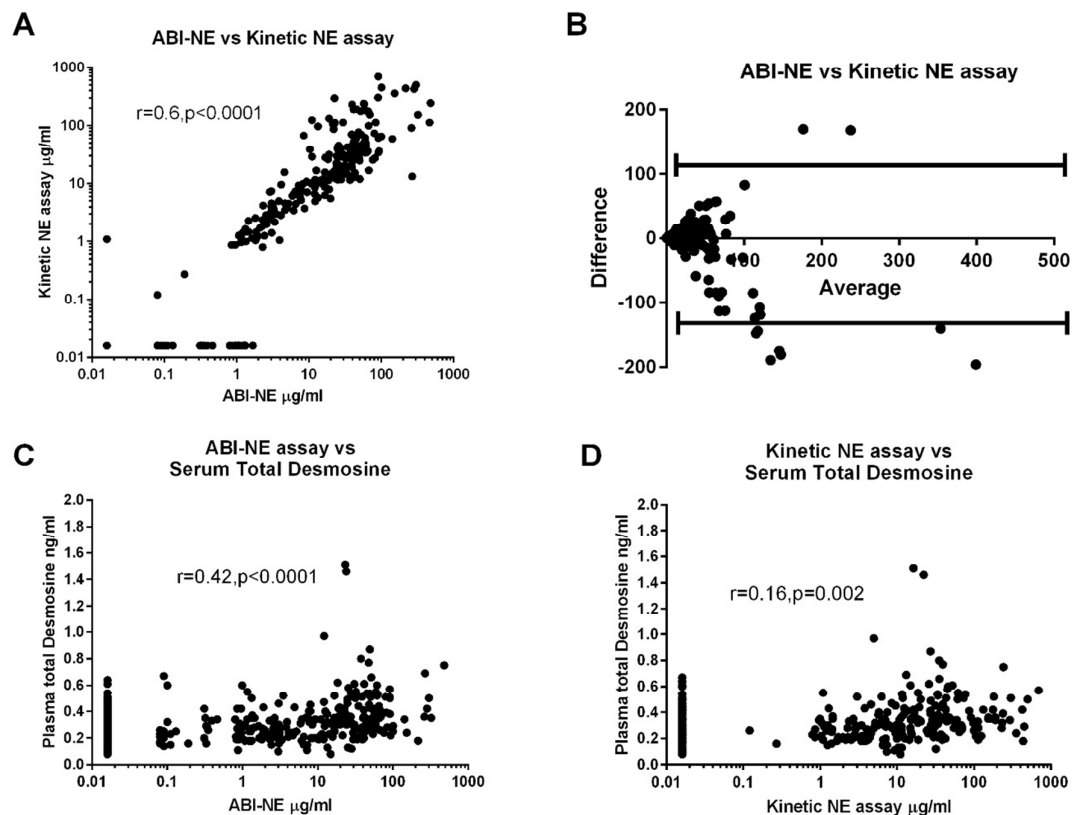 A
ABI-NE vs Kinetic NE assay
r=0.6,p<0.0001
Kinetic NE assay μg/ml
1000
100
10
1
0.1
0.01
0.01 0.1 1 10 100 1000
ABI-NE μg/ml
B
ABI-NE vs Kinetic NE assay
Difference
200
100
0
-100
-200
100 200 300 400 500
Average
C
ABI-NE assay vs
Serum Total Desmosine
r=0.42,p<0.0001
Plasma total Desmosine ng/ml
2.0
1.8
1.6
1.4
1.2
1.0
0.8
0.6
0.4
0.2
0.0
0.01 0.1 1 10 100 1000
ABI-NE μg/ml
D
Kinetic NE assay vs
Serum Total Desmosine
r=0.16,p=0.002
Plasma total Desmosine ng/ml
2.0
1.8
1.6
1.4
1.2
1.0
0.8
0.6
0.4
0.2
0.0
0.01 0.1 1 10 100 1000
Kinetic NE assay μg/ml